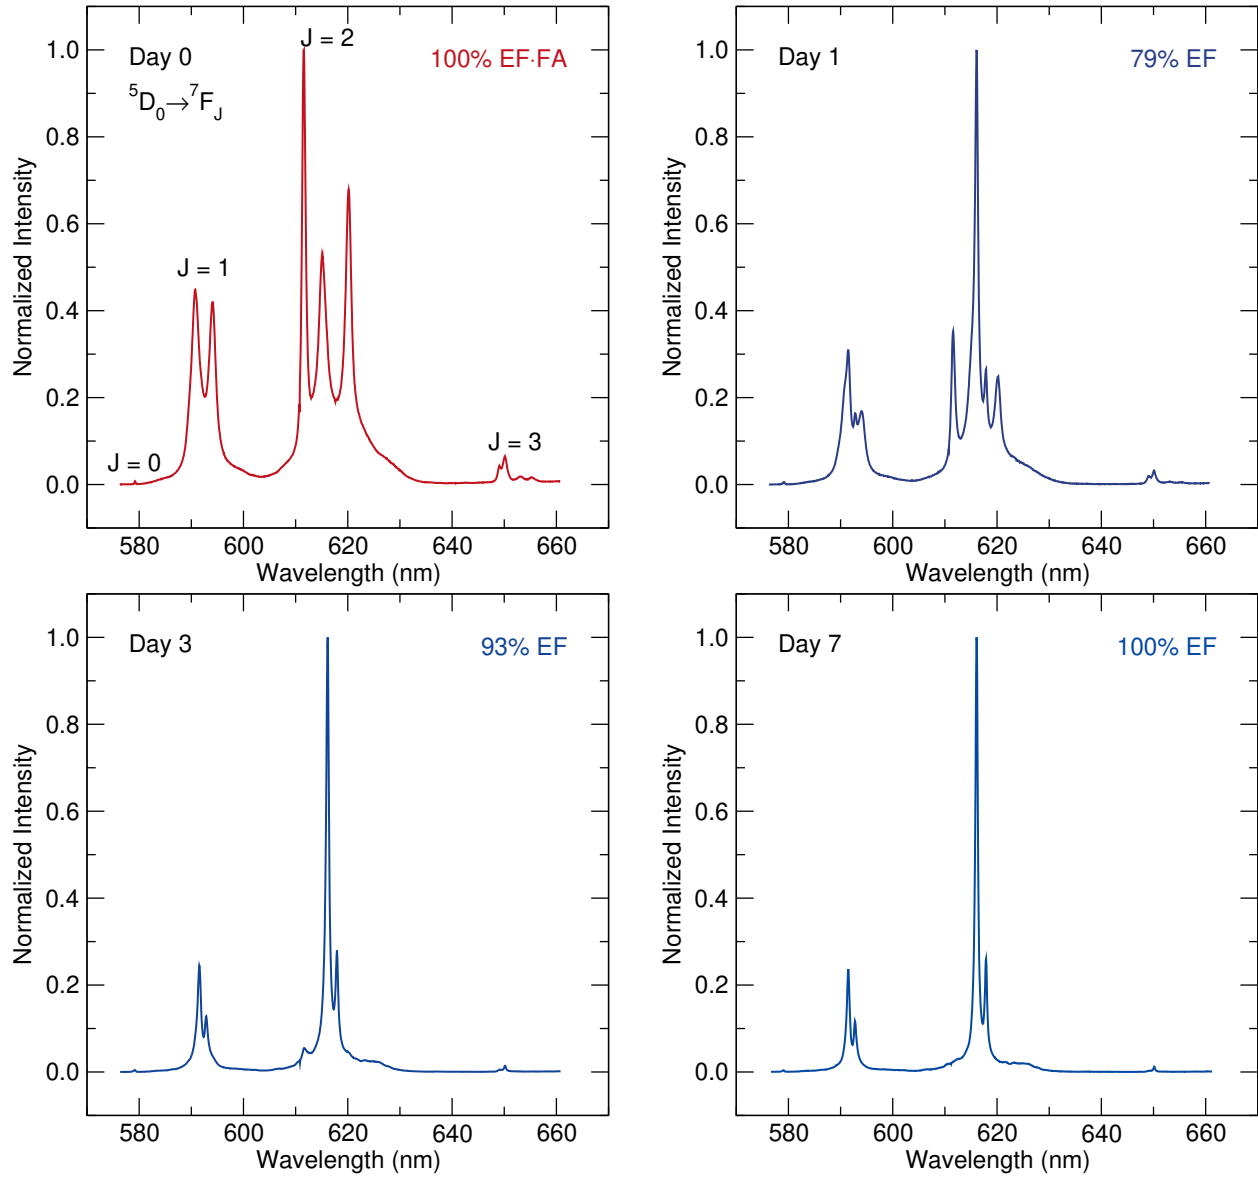 Day 0
100% EF·FA
⁵D₀→⁷F_J
J = 0
J = 1
J = 2
J = 3
1.0
0.8
0.6
0.4
0.2
0.0
580 600 620 640 660
Wavelength (nm)
Normalized Intensity
Day 1
79% EF
1.0
0.8
0.6
0.4
0.2
0.0
580 600 620 640 660
Wavelength (nm)
Normalized Intensity
Day 3
93% EF
1.0
0.8
0.6
0.4
0.2
0.0
580 600 620 640 660
Wavelength (nm)
Normalized Intensity
Day 7
100% EF
1.0
0.8
0.6
0.4
0.2
0.0
580 600 620 640 660
Wavelength (nm)
Normalized Intensity